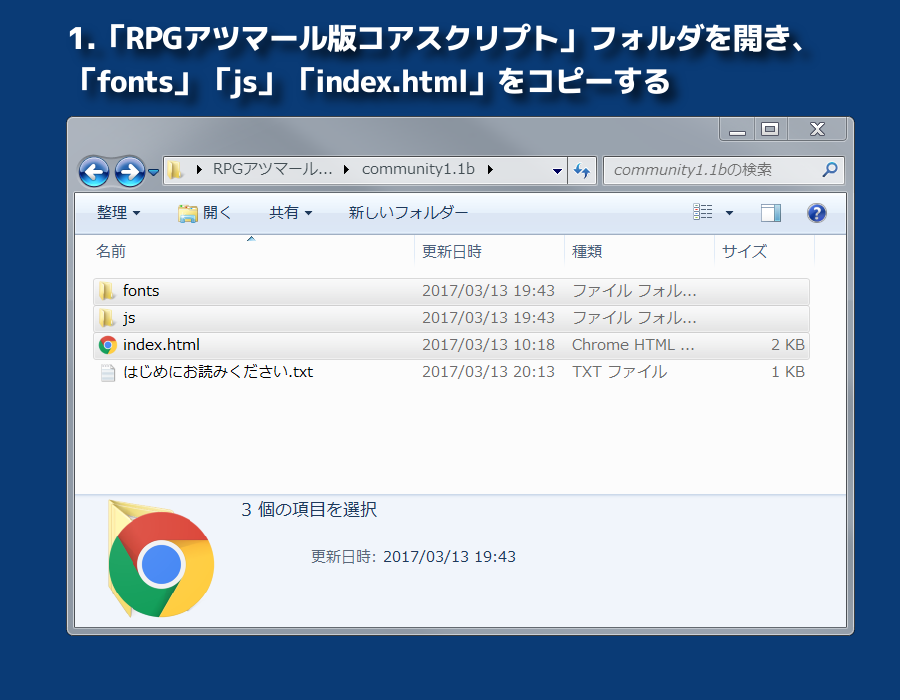 1.「RPGアツマール版コアスクリプト」フォルダを開き、
「fonts」「js」「index.html」をコピーする
RPGアツマール... community1.1b community1.1bの検索
整理 開く 共有 新しいフォルダー
名前 更新日時 種類 サイズ
fonts 2017/03/13 19:43 ファイル フォル...
js 2017/03/13 19:43 ファイル フォル...
index.html 2017/03/13 10:18 Chrome HTML ... 2 KB
はじめにお読みください.txt 2017/03/13 20:13 TXT ファイル 1 KB
3 個の項目を選択
更新日時: 2017/03/13 19:43